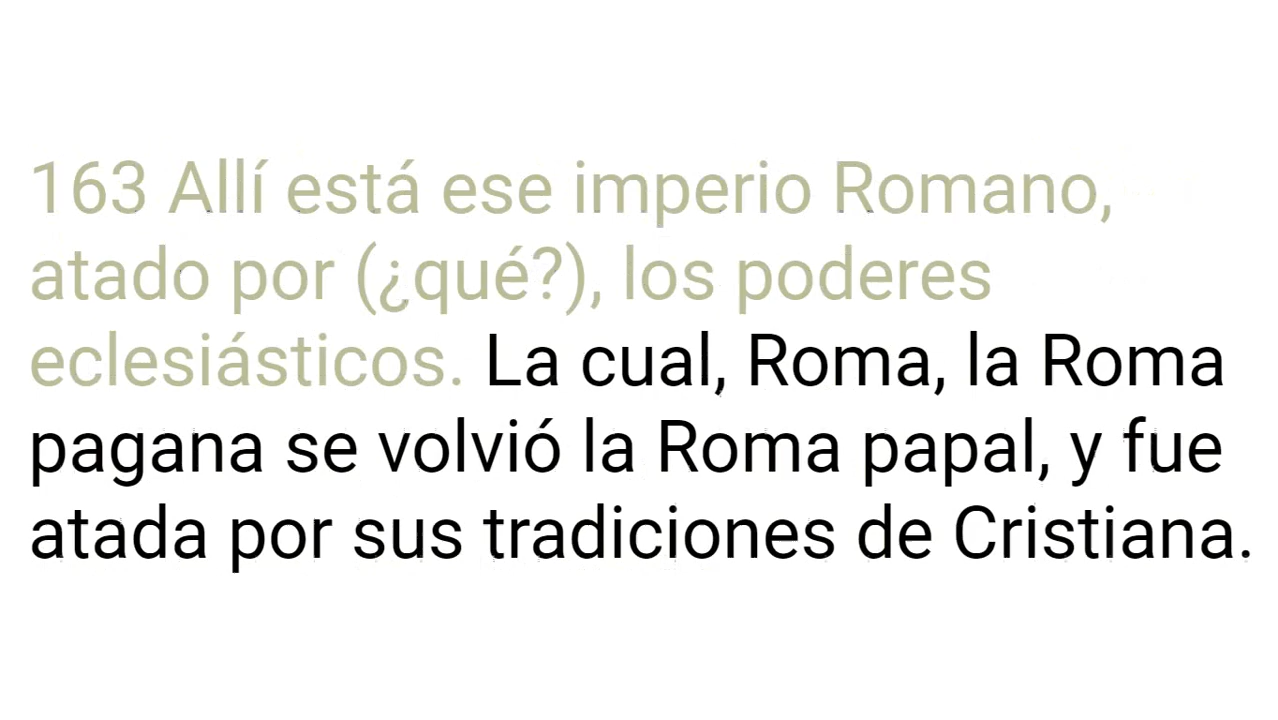 163 Allí está ese imperio Romano,
atado por (¿qué?), los poderes
eclesiásticos. La cual, Roma, la Roma
pagana se volvió la Roma papal, y fue
atada por sus tradiciones de Cristiana.